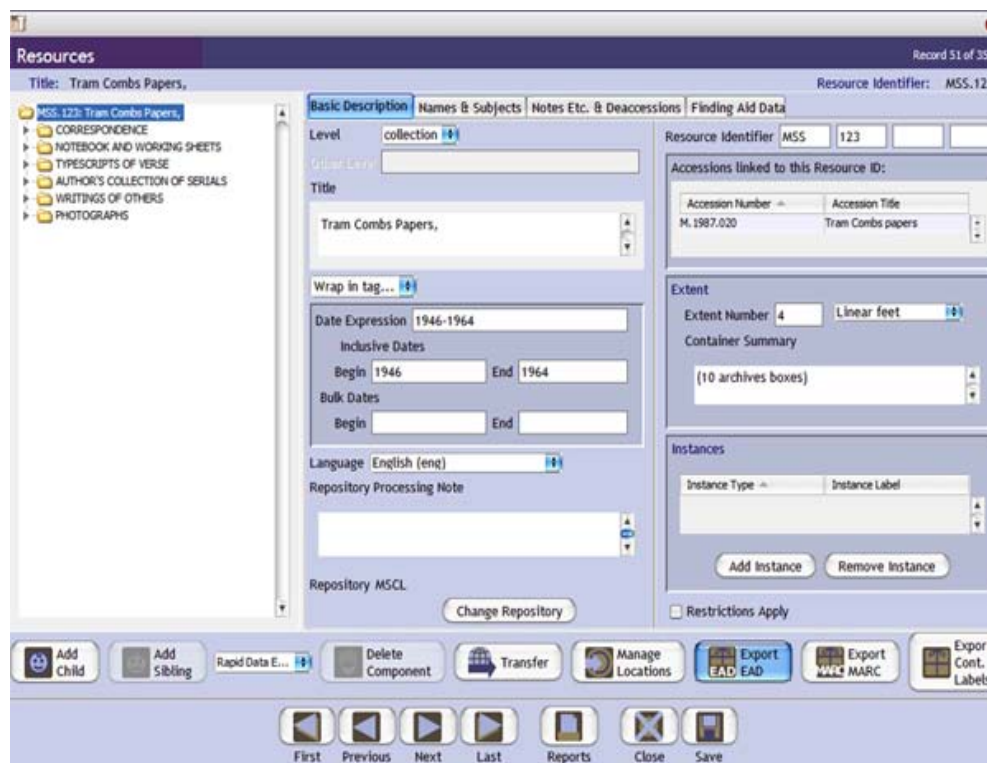 Resources
Record 51 of 35
Title: Tram Combs Papers,
Resource Identifier: MSS.12
MSS.123: Tram Combs Papers,
CORRESPONDENCE
NOTEBOOK AND WORKING SHEETS
TYPESCRIPTS OF VERSE
AUTHOR'S COLLECTION OF SERIALS
WRITINGS OF OTHERS
PHOTOGRAPHS
Basic Description Names & Subjects Notes Etc. & Deaccessions Finding Aid Data
Level collection
Other Level
Title
Tram Combs Papers,
Wrap in tag...
Date Expression 1946-1964
Inclusive Dates
Begin 1946 End 1964
Bulk Dates
Begin End
Language English (eng)
Repository Processing Note
Repository MSCL
Change Repository
Resource Identifier MSS 123
Accessions linked to this Resource ID:
Accession Number Accession Title
M.1987.020 Tram Combs papers
Extent
Extent Number 4 Linear feet
Container Summary
(10 archives boxes)
Instances
Instance Type Instance Label
Add Instance Remove Instance
Restrictions Apply
Add Child
Add Sibling
Rapid Data E...
Delete Component
Transfer
Manage Locations
EAD Export EAD
MARC Export MARC
Expor Cont. Labels
First Previous Next Last Reports Close Save